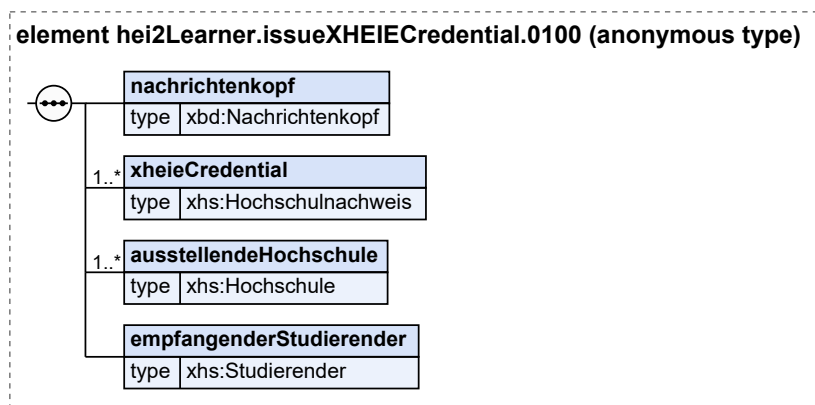 element hei2Learner.issueXHEIECredential.0100 (anonymous type)
nachrichtenkopf
type xbd:Nachrichtenkopf
1..* xheieCredential
type xhs:Hochschulnachweis
1..* ausstellendeHochschule
type xhs:Hochschule
empfangenderStudierender
type xhs:Studierender